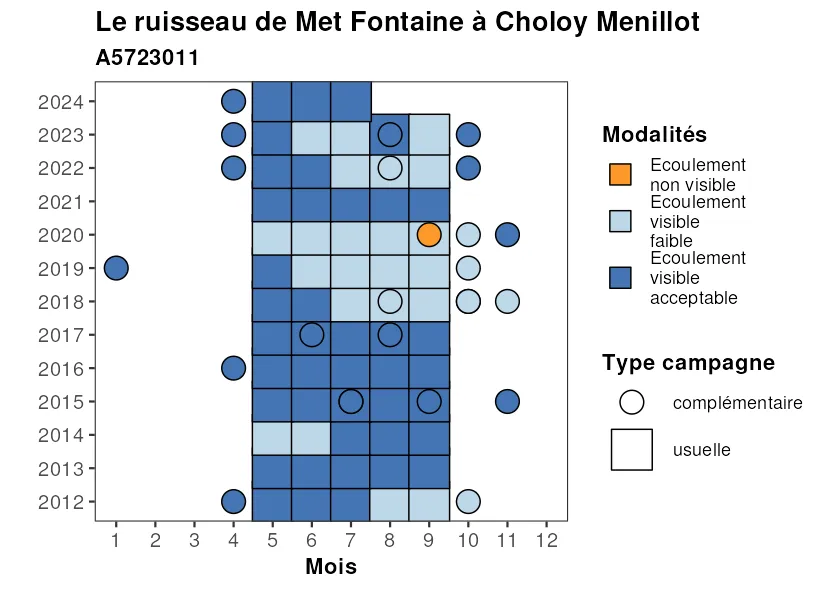 Le ruisseau de Met Fontaine à Choloy Menillot
A5723011
2024
2023
2022
2021
2020
2019
2018
2017
2016
2015
2014
2013
2012
1 2 3 4 5 6 7 8 9 10 11 12
Mois
Modalités
Ecoulement
non visible
Ecoulement
visible
faible
Ecoulement
visible
acceptable
Type campagne
complémentaire
usuelle